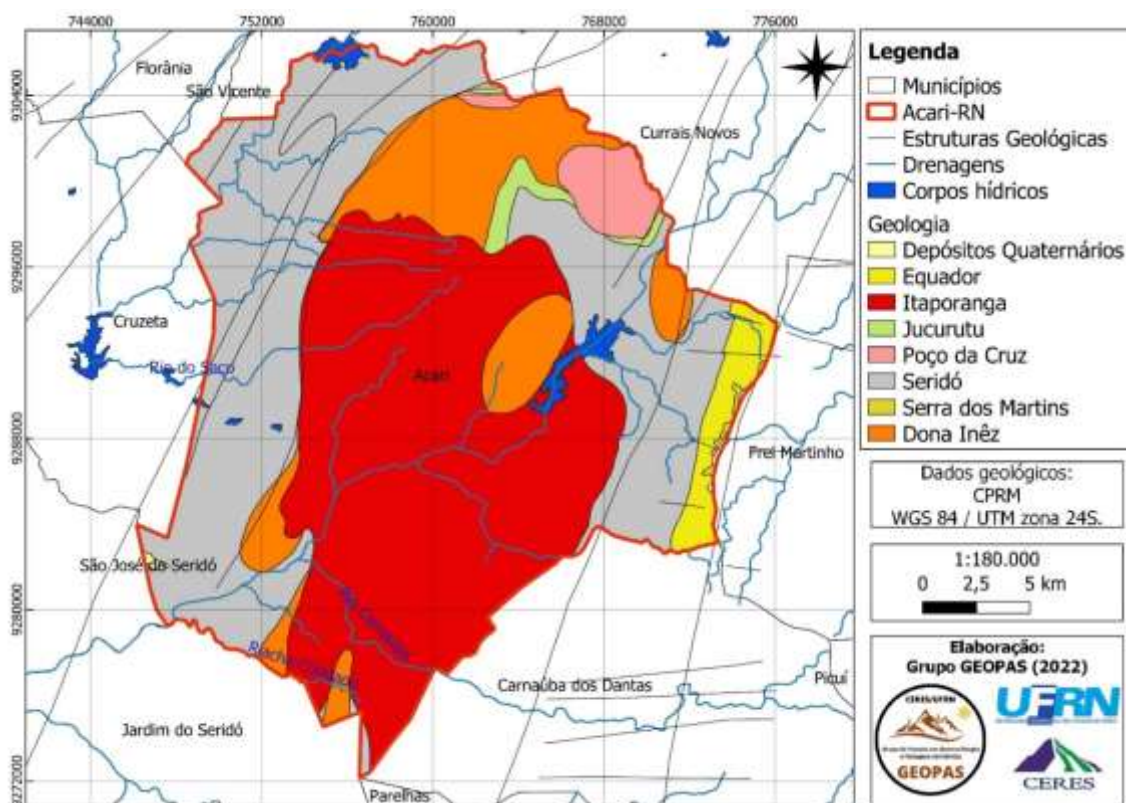 744000
752000
760000
768000
776000
9304000
9296000
9288000
9280000
9272000
Florânia
São Vicente
Currais Novos
Cruzeta
Rio do Saco
Acari
Frei Martinho
São José do Seridó
Carnaúba dos Dantas
Picuí
Jardim do Seridó
Parelhas
Legenda
Municípios
Acari-RN
Estruturas Geológicas
Drenagens
Corpos hídricos
Geologia
Depósitos Quaternários
Equador
Itaporanga
Jucurutu
Poço da Cruz
Seridó
Serra dos Martins
Dona Inêz
Dados geológicos:
CPRM
WGS 84 / UTM zona 24S.
1:180.000
0 2,5 5 km
Elaboração:
Grupo GEOPAS (2022)
CERES/UFRN
GEOPAS
UFRN
CERES